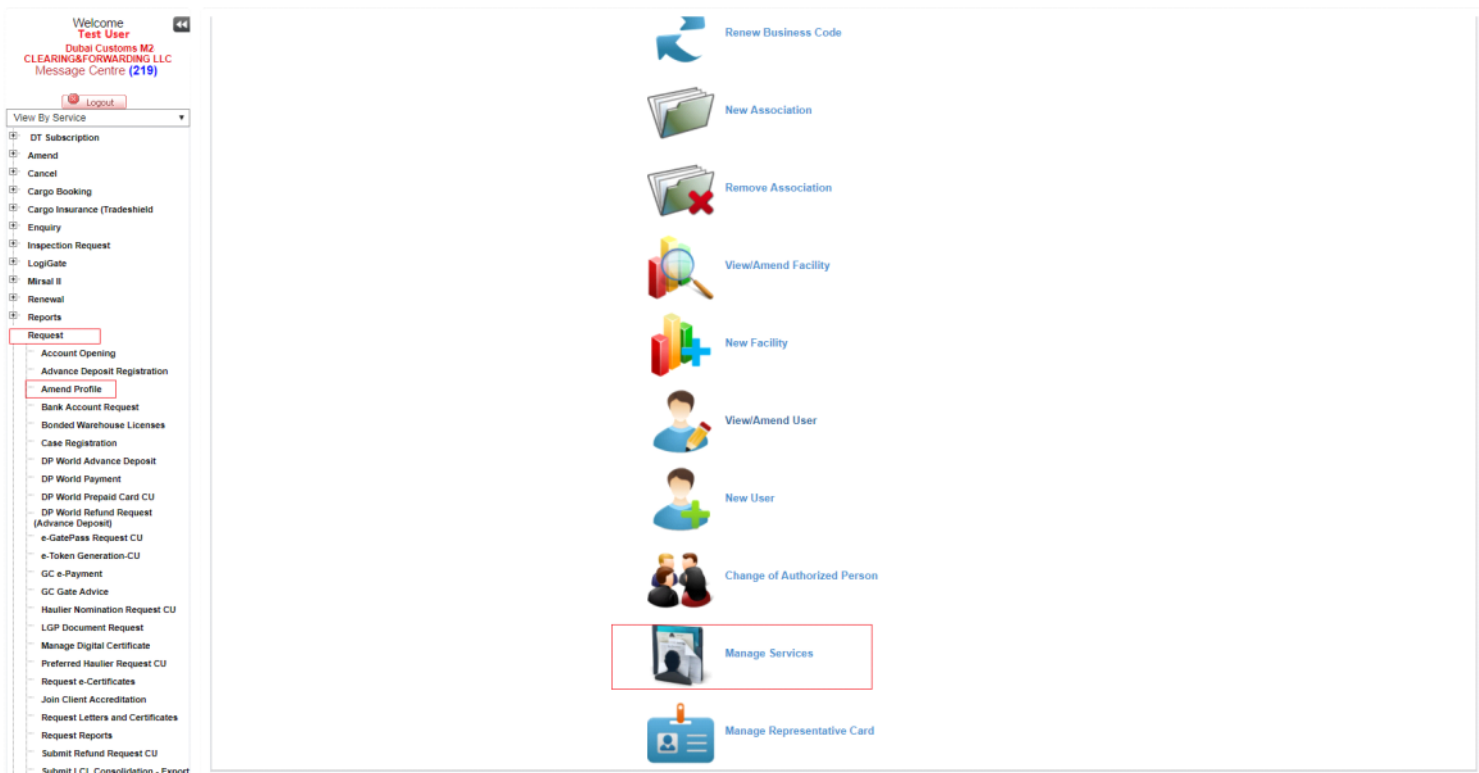 Welcome
Test User
Dubai Customs M2
CLEARING&FORWARDING LLC
Message Centre (219)
Logout
View By Service
DT Subscription
Amend
Cancel
Cargo Booking
Cargo Insurance (Tradeshield
Enquiry
Inspection Request
LogiGate
Mirsal II
Renewal
Reports
Request
Account Opening
Advance Deposit Registration
Amend Profile
Bank Account Request
Bonded Warehouse Licenses
Case Registration
DP World Advance Deposit
DP World Payment
DP World Prepaid Card CU
DP World Refund Request
(Advance Deposit)
e-GatePass Request CU
e-Token Generation-CU
GC e-Payment
GC Gate Advice
Haulier Nomination Request CU
LGP Document Request
Manage Digital Certificate
Preferred Haulier Request CU
Request e-Certificates
Join Client Accreditation
Request Letters and Certificates
Request Reports
Submit Refund Request CU
Submit LCL Consolidation - Export
Renew Business Code
New Association
Remove Association
View/Amend Facility
New Facility
View/Amend User
New User
Change of Authorized Person
Manage Services
Manage Representative Card